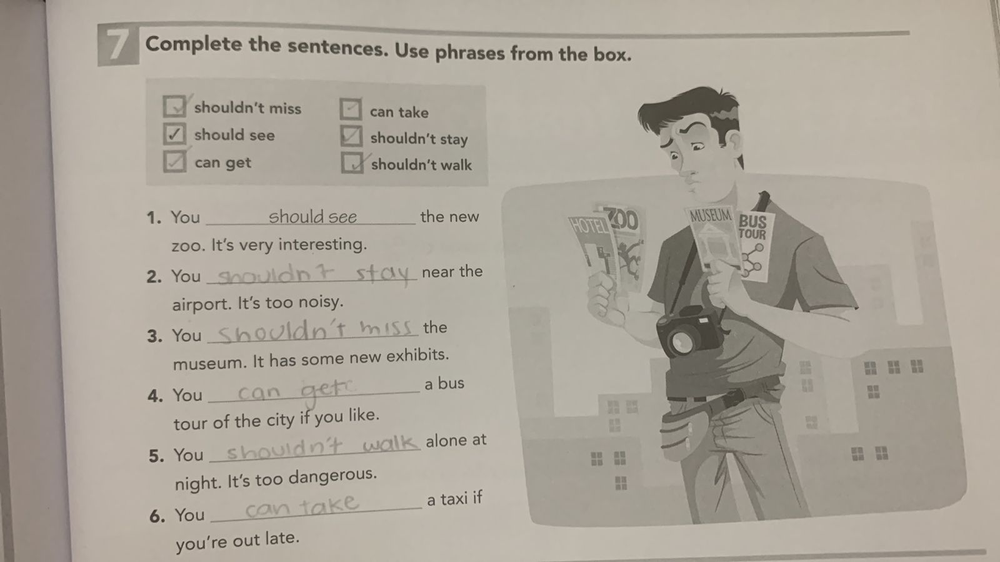 7 Complete the sentences. Use phrases from the box.
shouldn't miss can take
should see shouldn't stay
can get shouldn't walk
1. You should see the new
zoo. It's very interesting.
2. You shouldn't stay near the
airport. It's too noisy.
3. You shouldn't miss the
museum. It has some new exhibits.
4. You can get a bus
tour of the city if you like.
5. You shouldn't walk alone at
night. It's too dangerous.
6. You can take a taxi if
you're out late.
HOTEL
ZOO
MUSEUM
BUS
TOUR